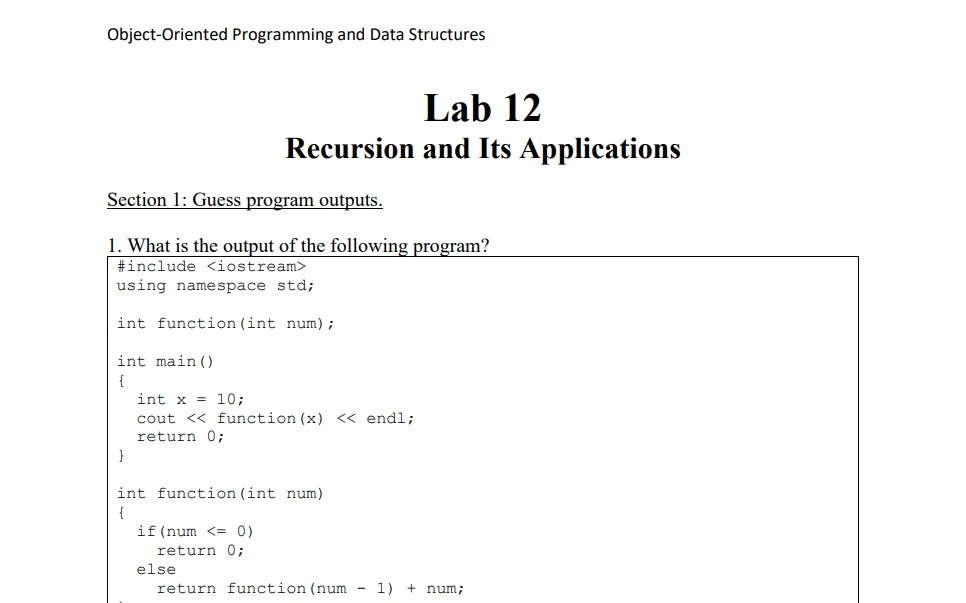 Object-Oriented Programming and Data Structures
Lab 12
Recursion and Its Applications
Section 1: Guess program outputs.
1. What is the output of the following program?
#include <iostream>
using namespace std;
int function(int num);
int main()
{
int x = 10;
cout << function(x) << endl;
return 0;
}
int function(int num)
{
if(num <= 0)
return 0;
else
return function(num - 1) + num;